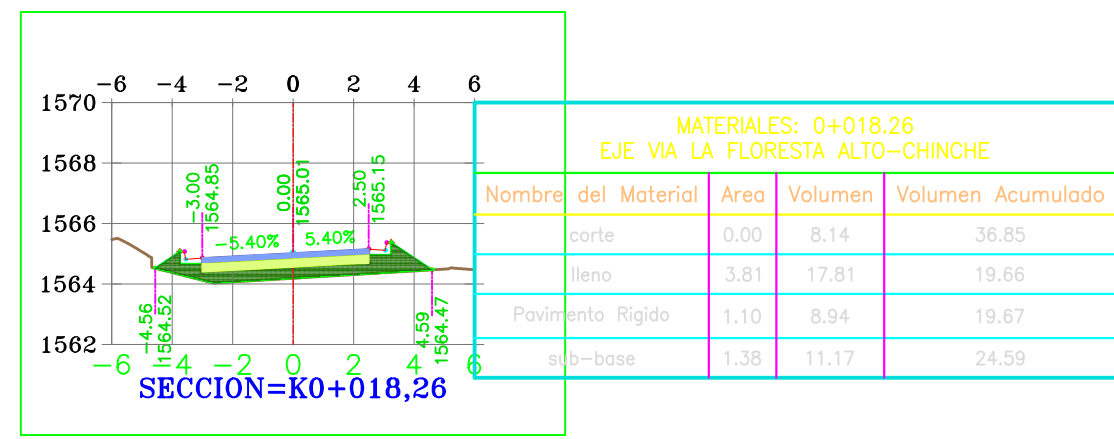 -6 -4 -2 0 2 4 6
1570
1568
1566
1564
1562
-3.00
1564.85
0.00
1565.01
2.50
1565.15
-5.40% 5.40%
-4.56
1564.52
4.59
1564.47
-6 -4 -2 0 2 4 6
SECCION=K0+018,26
MATERIALES: 0+018.26
EJE VIA LA FLORESTA ALTO-CHINCHE
Nombre del Material Area Volumen Volumen Acumulado
corte 0.00 8.14 36.85
lleno 3.81 17.81 19.66
Pavimento Rigido 1.10 8.94 19.67
sub-base 1.38 11.17 24.59